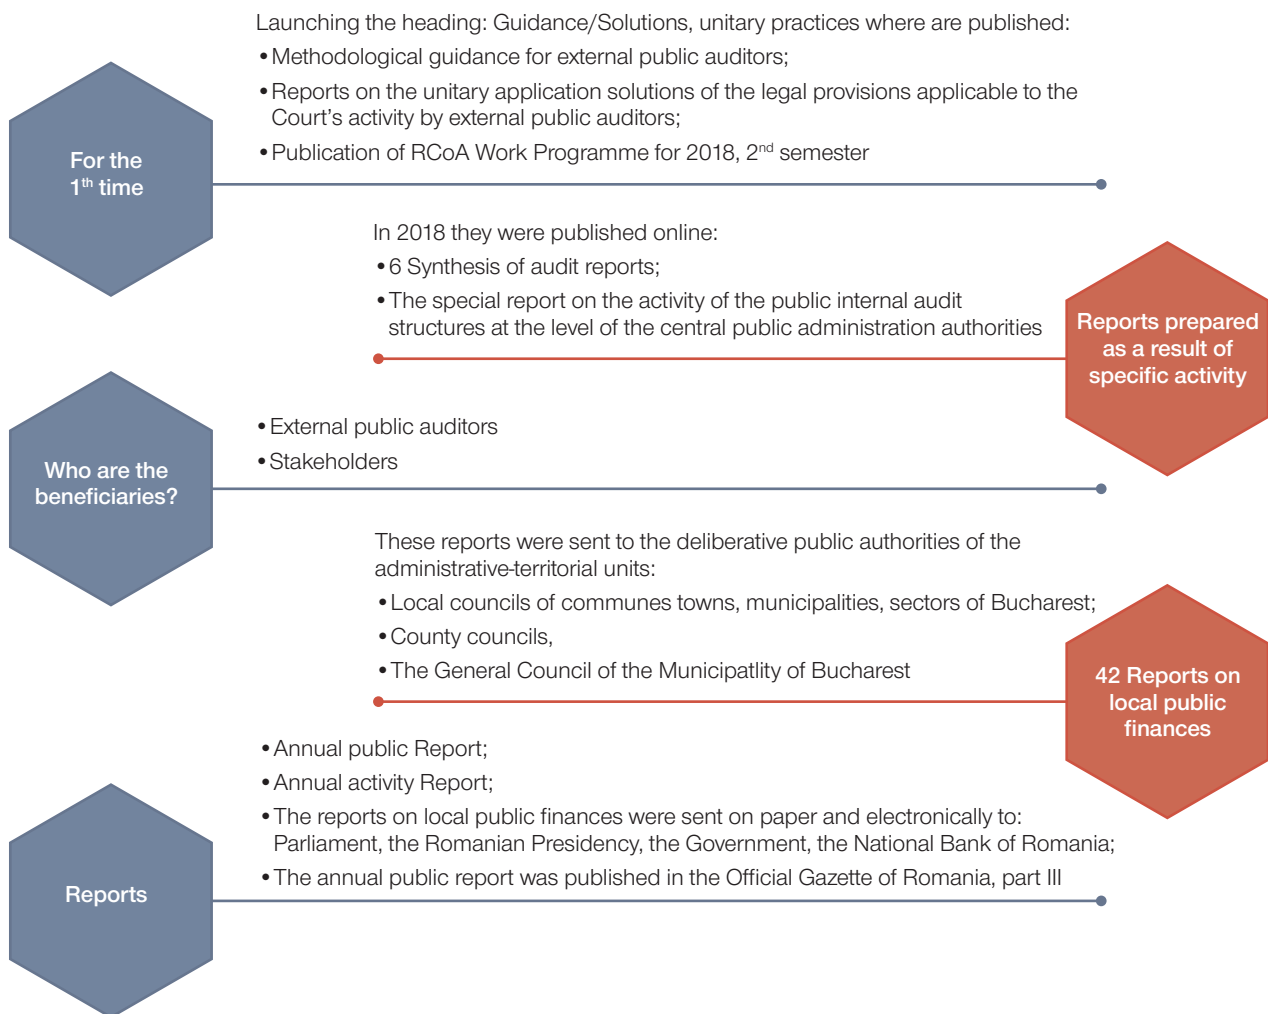 Launching the heading: Guidance/Solutions, unitary practices where are published:
• Methodological guidance for external public auditors;
• Reports on the unitary application solutions of the legal provisions applicable to the
Court's activity by external public auditors;
• Publication of RCoA Work Programme for 2018, 2nd semester
For the
1th time
In 2018 they were published online:
• 6 Synthesis of audit reports;
• The special report on the activity of the public internal audit
structures at the level of the central public administration authorities
Reports prepared
as a result of
specific activity
• External public auditors
• Stakeholders
Who are the
beneficiaries?
These reports were sent to the deliberative public authorities of the
administrative-territorial units:
• Local councils of communes towns, municipalities, sectors of Bucharest;
• County councils,
• The General Council of the Municipatlity of Bucharest
42 Reports on
local public
finances
• Annual public Report;
• Annual activity Report;
• The reports on local public finances were sent on paper and electronically to:
Parliament, the Romanian Presidency, the Government, the National Bank of Romania;
• The annual public report was published in the Official Gazette of Romania, part III
Reports